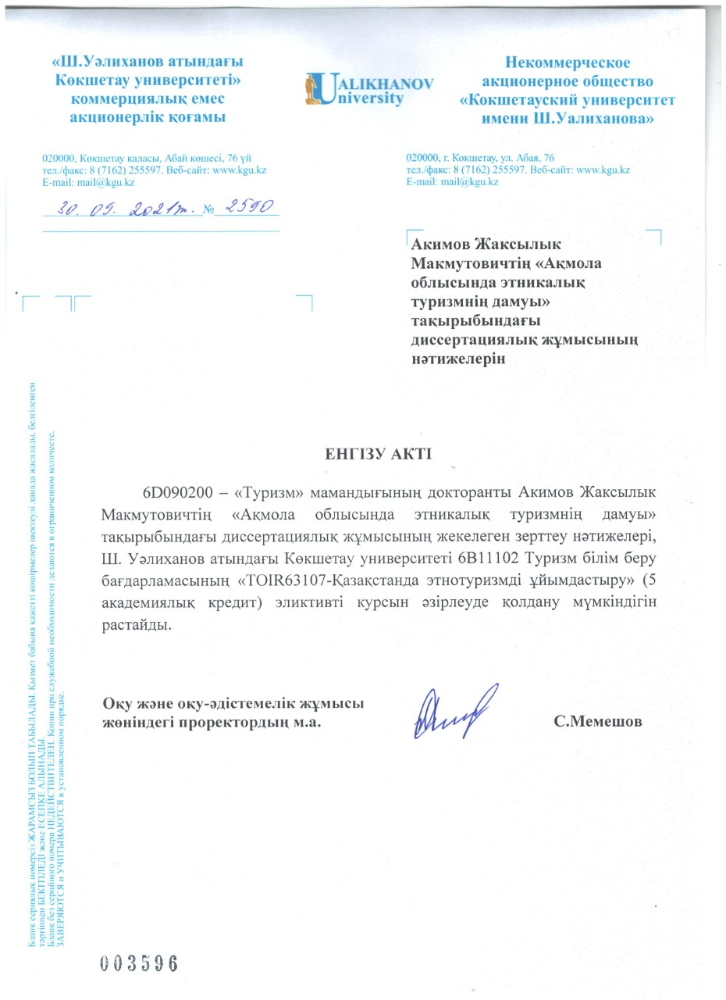 «Ш.Уәлиханов атындағы
Көкшетау университеті»
коммерциялық емес
акционерлік қоғамы
UALIKHANOV
University
Некоммерческое
акционерное общество
«Кокшетауский университет
имени Ш.Уалиханова»
020000, Көкшетау қаласы, Абай көшесі, 76 үй
тел./факс: 8 (7162) 255597. Веб-сайт: www.kgu.kz
E-mail: mail@kgu.kz
020000, г. Кокшетау, ул. Абая, 76
тел./факс: 8 (7162) 255597. Веб-сайт: www.kgu.kz
E-mail: mail@kgu.kz
30. 09. 2021ж. № 2590
Акимов Жаксылык
Макмутовичтің «Ақмола
облысында этникалық
туризмнің дамуы»
тақырыбындағы
диссертациялық жұмысының
нәтижелерін
ЕНГІЗУ АКТІ
6D090200 – «Туризм» мамандығының докторанты Акимов Жаксылык
Макмутовичтің «Ақмола облысында этникалық туризмнің дамуы»
тақырыбындағы диссертациялық жұмысының жекелеген зерттеу нәтижелері,
Ш. Уәлиханов атындағы Көкшетау университеті 6В11102 Туризм білім беру
бағдарламасының «TOIR63107-Қазақстанда этнотуризмді ұйымдастыру» (5
академиялық кредит) эликтивті курсын әзірлеуде қолдану мүмкіндігін
растайды.
Оқу және оқу-әдістемелік жұмысы
жөніндегі проректордың м.а.
С.Мемешов
Бланк сериялық номерсіз ЖАРАМСЫЗ БОЛЫП ТАБЫЛАДЫ. Қызмет бабына қажетті көшірмелер шектеулі данада жасалады, белгіленген
тәртіппен БЕКІТІЛЕДІ және ЕСЕПКЕ АЛЫНАДЫ.
Бланк без серийного номера НЕДЕЙСТВИТЕЛЕН. Копии при служебной необходимости делаются в ограниченном количесте,
ЗАВЕРЯЮТСЯ и УЧИТЫВАЮТСЯ в установленном порядке.
003596